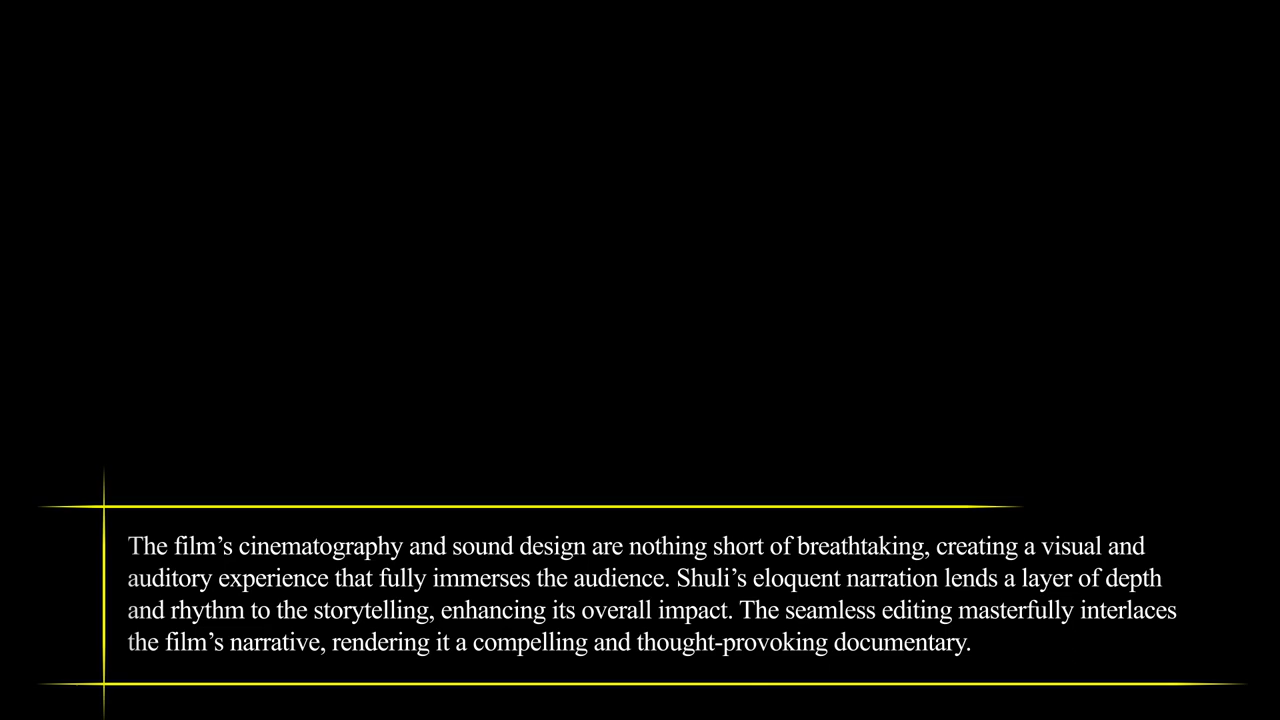 The film’s cinematography and sound design are nothing short of breathtaking, creating a visual and
auditory experience that fully immerses the audience. Shuli’s eloquent narration lends a layer of depth
and rhythm to the storytelling, enhancing its overall impact. The seamless editing masterfully interlaces
the film’s narrative, rendering it a compelling and thought-provoking documentary.